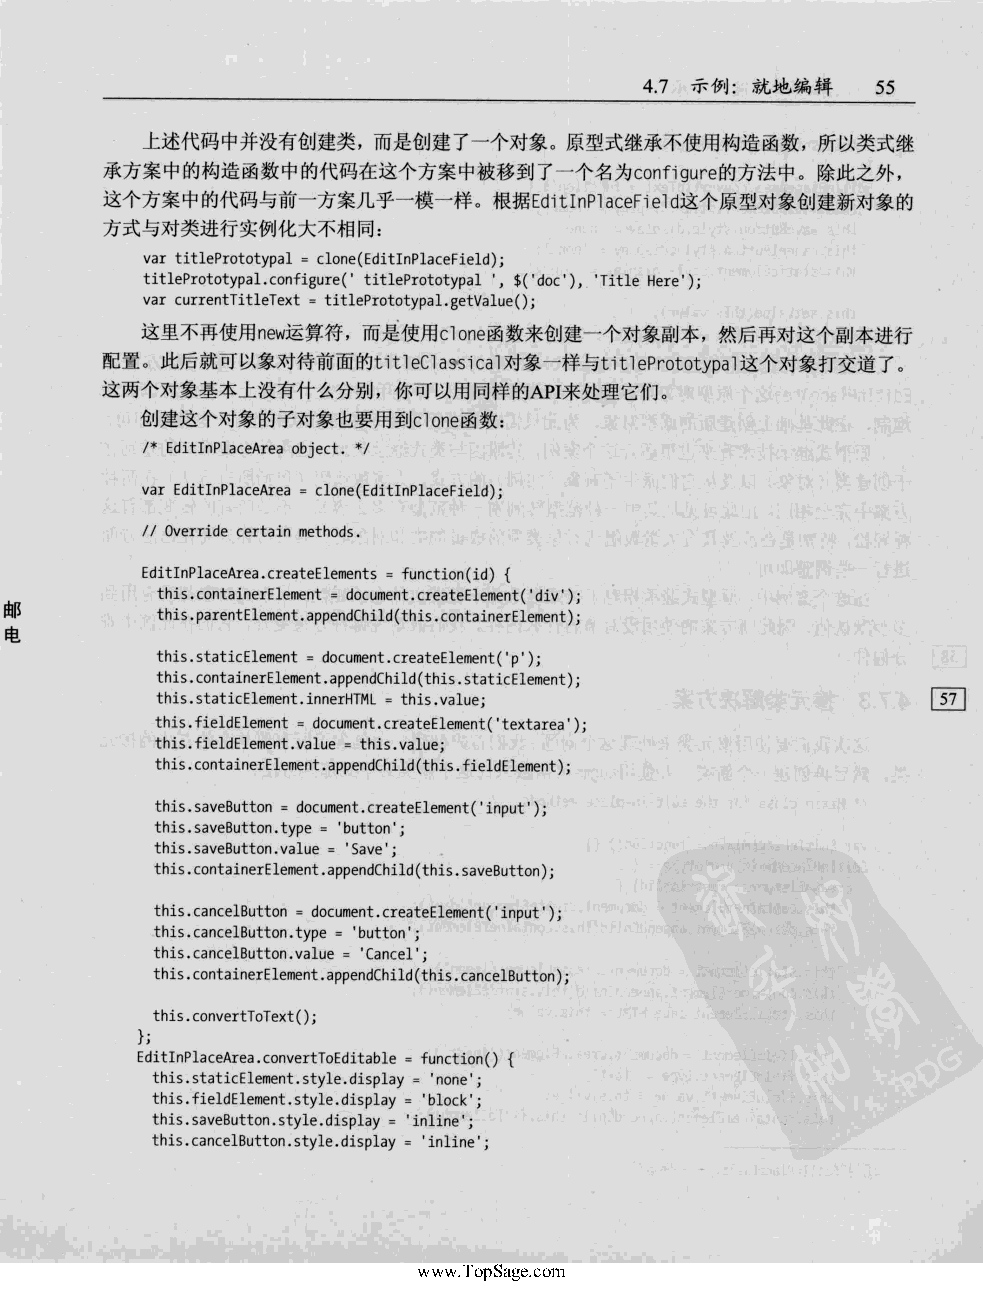 4.7 示例：就地编辑 55
上述代码中并没有创建类，而是创建了一个对象。原型式继承不使用构造函数，所以类式继
承方案中的构造函数中的代码在这个方案中被移到了一个名为configure的方法中。除此之外，
这个方案中的代码与前一方案几乎一模一样。根据EditInPlaceField这个原型对象创建新对象的
方式与对类进行实例化大不相同：
var titlePrototypal = clone(EditInPlaceField);
titlePrototypal.configure(' titlePrototypal ', $('doc'), 'Title Here');
var currentTitleText = titlePrototypal.getValue();
这里不再使用new运算符，而是使用clone函数来创建一个对象副本，然后再对这个副本进行
配置。此后就可以象对待前面的titleClassical对象一样与titlePrototypal这个对象打交道了。
这两个对象基本上没有什么分别，你可以用同样的API来处理它们。
创建这个对象的子对象也要用到clone函数：
/* EditInPlaceArea object. */
var EditInPlaceArea = clone(EditInPlaceField);
// Override certain methods.
EditInPlaceArea.createElements = function(id) {
this.containerElement = document.createElement('div');
this.parentElement.appendChild(this.containerElement);
邮
电
this.staticElement = document.createElement('p');
this.containerElement.appendChild(this.staticElement);
this.staticElement.innerHTML = this.value;
57
this.fieldElement = document.createElement('textarea');
this.fieldElement.value = this.value;
this.containerElement.appendChild(this.fieldElement);
this.saveButton = document.createElement('input');
this.saveButton.type = 'button';
this.saveButton.value = 'Save';
this.containerElement.appendChild(this.saveButton);
this.cancelButton = document.createElement('input');
this.cancelButton.type = 'button';
this.cancelButton.value = 'Cancel';
this.containerElement.appendChild(this.cancelButton);
this.convertToText();
};
EditInPlaceArea.convertToEditable = function() {
this.staticElement.style.display = 'none';
this.fieldElement.style.display = 'block';
this.saveButton.style.display = 'inline';
this.cancelButton.style.display = 'inline';
PDG
www.TopSage.com